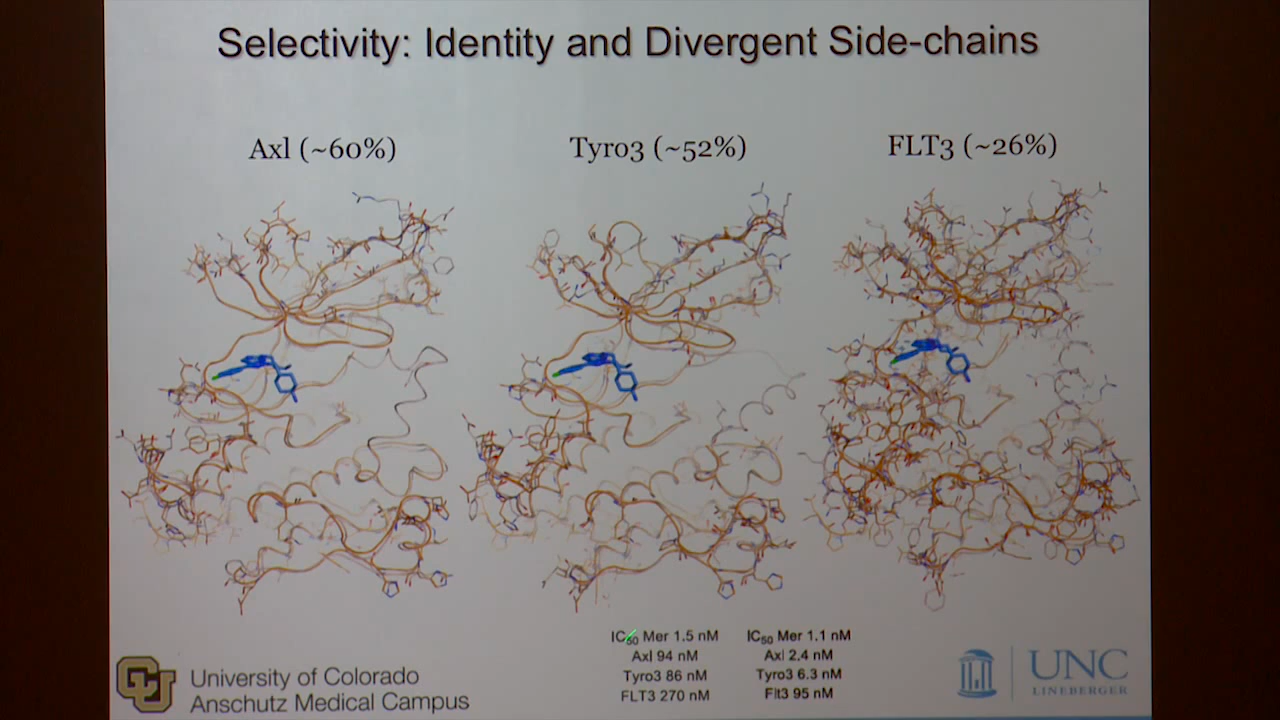 Selectivity: Identity and Divergent Side-chains
Axl (~60%)
Tyro3 (~52%)
FLT3 (~26%)
IC50 Mer 1.5 nM
Axl 94 nM
Tyro3 86 nM
FLT3 270 nM
IC50 Mer 1.1 nM
Axl 2.4 nM
Tyro3 6.3 nM
Flt3 95 nM
CU
University of Colorado
Anschutz Medical Campus
UNC
LINEBERGER